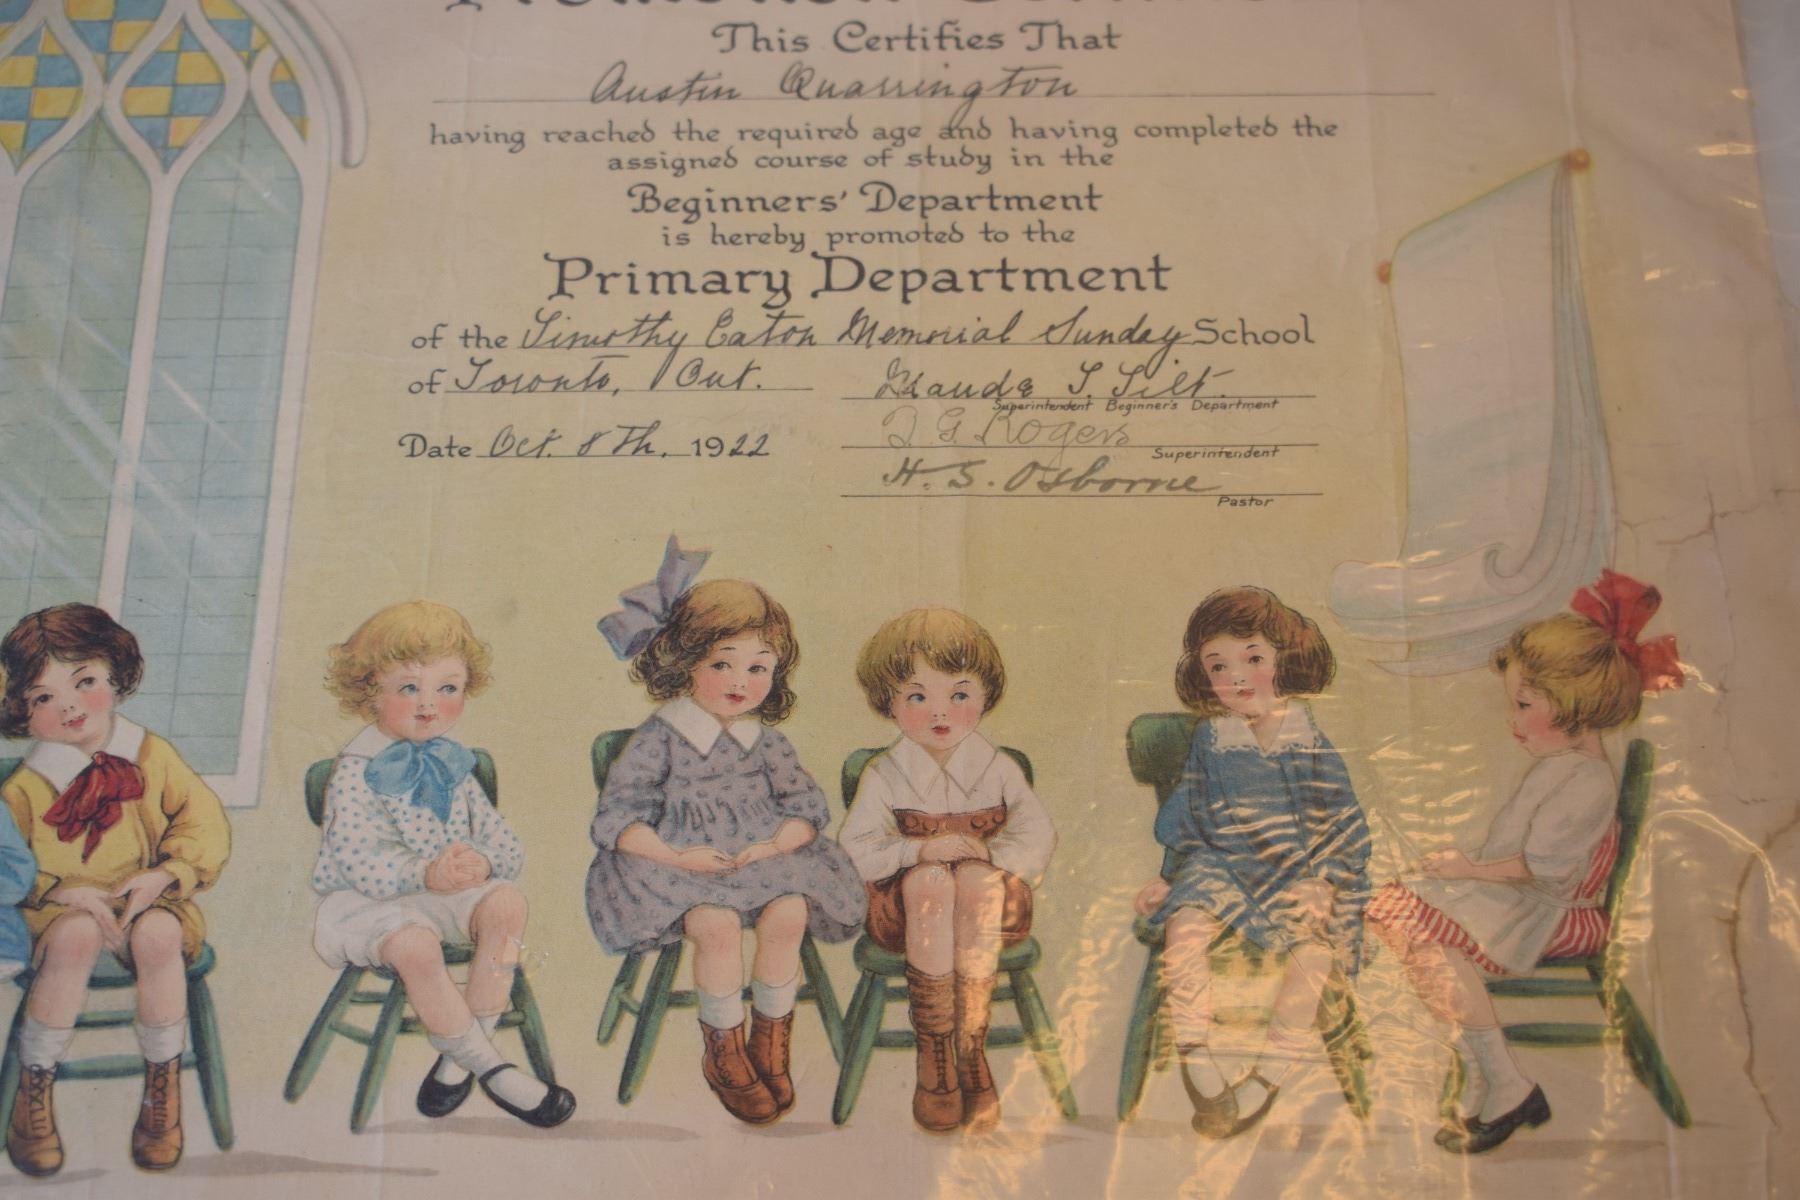 This Certifies That
Austin Quarrington
having reached the required age and having completed the
assigned course of study in the
Beginners' Department
is hereby promoted to the
Primary Department
of the Timothy Eaton Memorial Sunday School
of Toronto, Ont.
Maude T. Tilt.
Superintendent Beginner's Department
Date Oct. 8th, 1922
J. G. Rogers
Superintendent
H. S. Osborne
Pastor